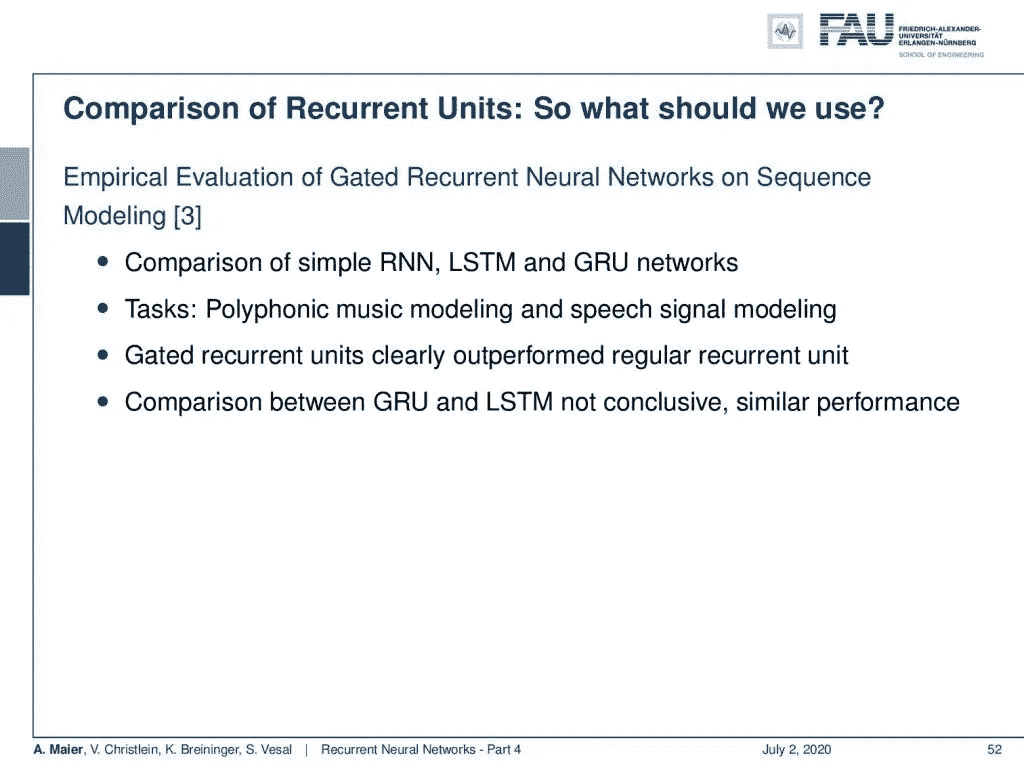 FAU
FRIEDRICH-ALEXANDER-
UNIVERSITÄT
ERLANGEN-NÜRNBERG
SCHOOL OF ENGINEERING
Comparison of Recurrent Units: So what should we use?
Empirical Evaluation of Gated Recurrent Neural Networks on Sequence
Modeling [3]
• Comparison of simple RNN, LSTM and GRU networks
• Tasks: Polyphonic music modeling and speech signal modeling
• Gated recurrent units clearly outperformed regular recurrent unit
• Comparison between GRU and LSTM not conclusive, similar performance
A. Maier, V. Christlein, K. Breininger, S. Vesal | Recurrent Neural Networks - Part 4 July 2, 2020 52